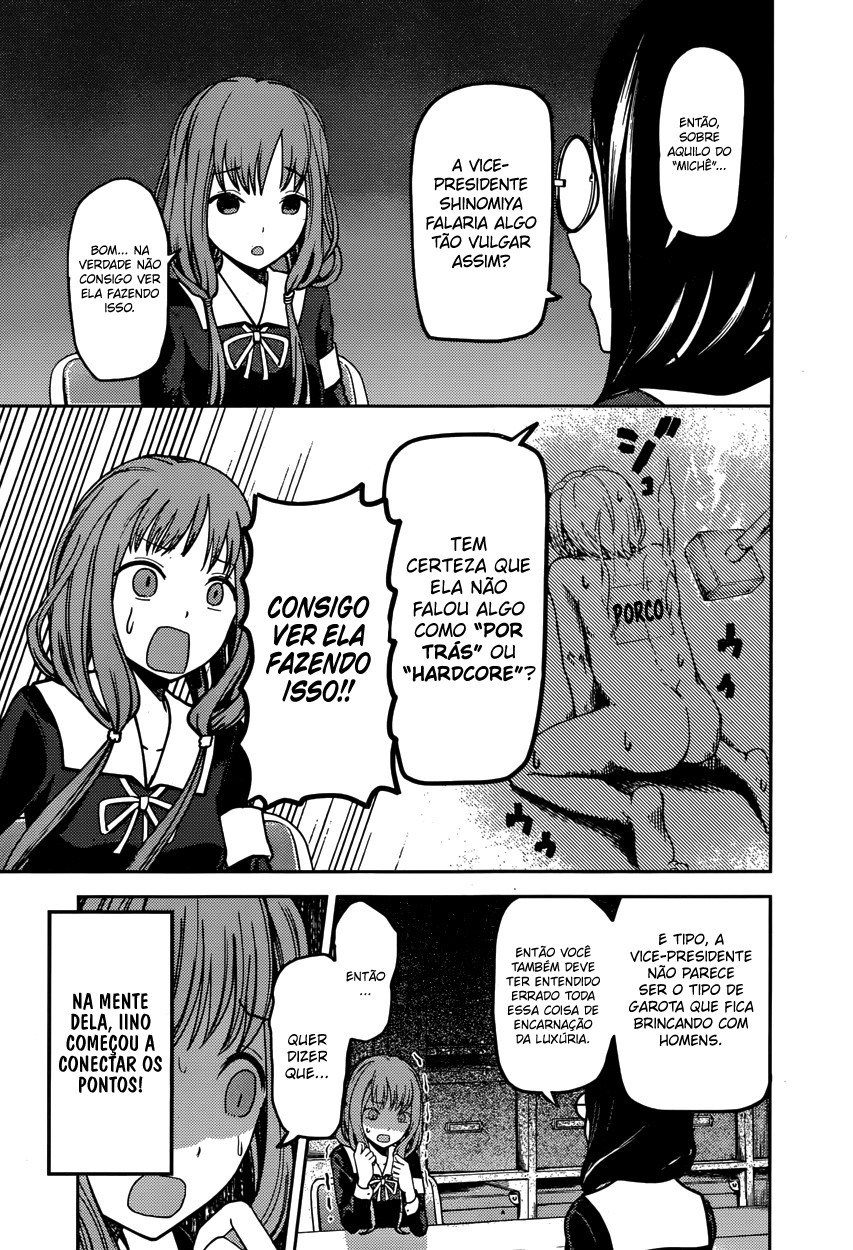 ENTÃO,
SOBRE
AQUILO DO
“MICHÊ”...
A VICE-
PRESIDENTE
SHINOMIYA
FALARIA ALGO
TÃO VULGAR
ASSIM?
BOM... NA
VERDADE NÃO
CONSIGO VER
ELA FAZENDO
ISSO.
PORCO
TEM
CERTEZA QUE
ELA NÃO
FALOU ALGO
COMO “POR
TRÁS” OU
“HARDCORE”?
CONSIGO
VER ELA
FAZENDO
ISSO!!
E TIPO, A
VICE-PRESIDENTE
NÃO PARECE
SER O TIPO DE
GAROTA QUE FICA
BRINCANDO COM
HOMENS.
ENTÃO VOCÊ
TAMBÉM DEVE
TER ENTENDIDO
ERRADO TODA
ESSA COISA DE
ENCARNAÇÃO
DA LUXÚRIA.
ENTÃO
...
QUER
DIZER
QUE...
NA MENTE
DELA, IINO
COMEÇOU A
CONECTAR OS
PONTOS!